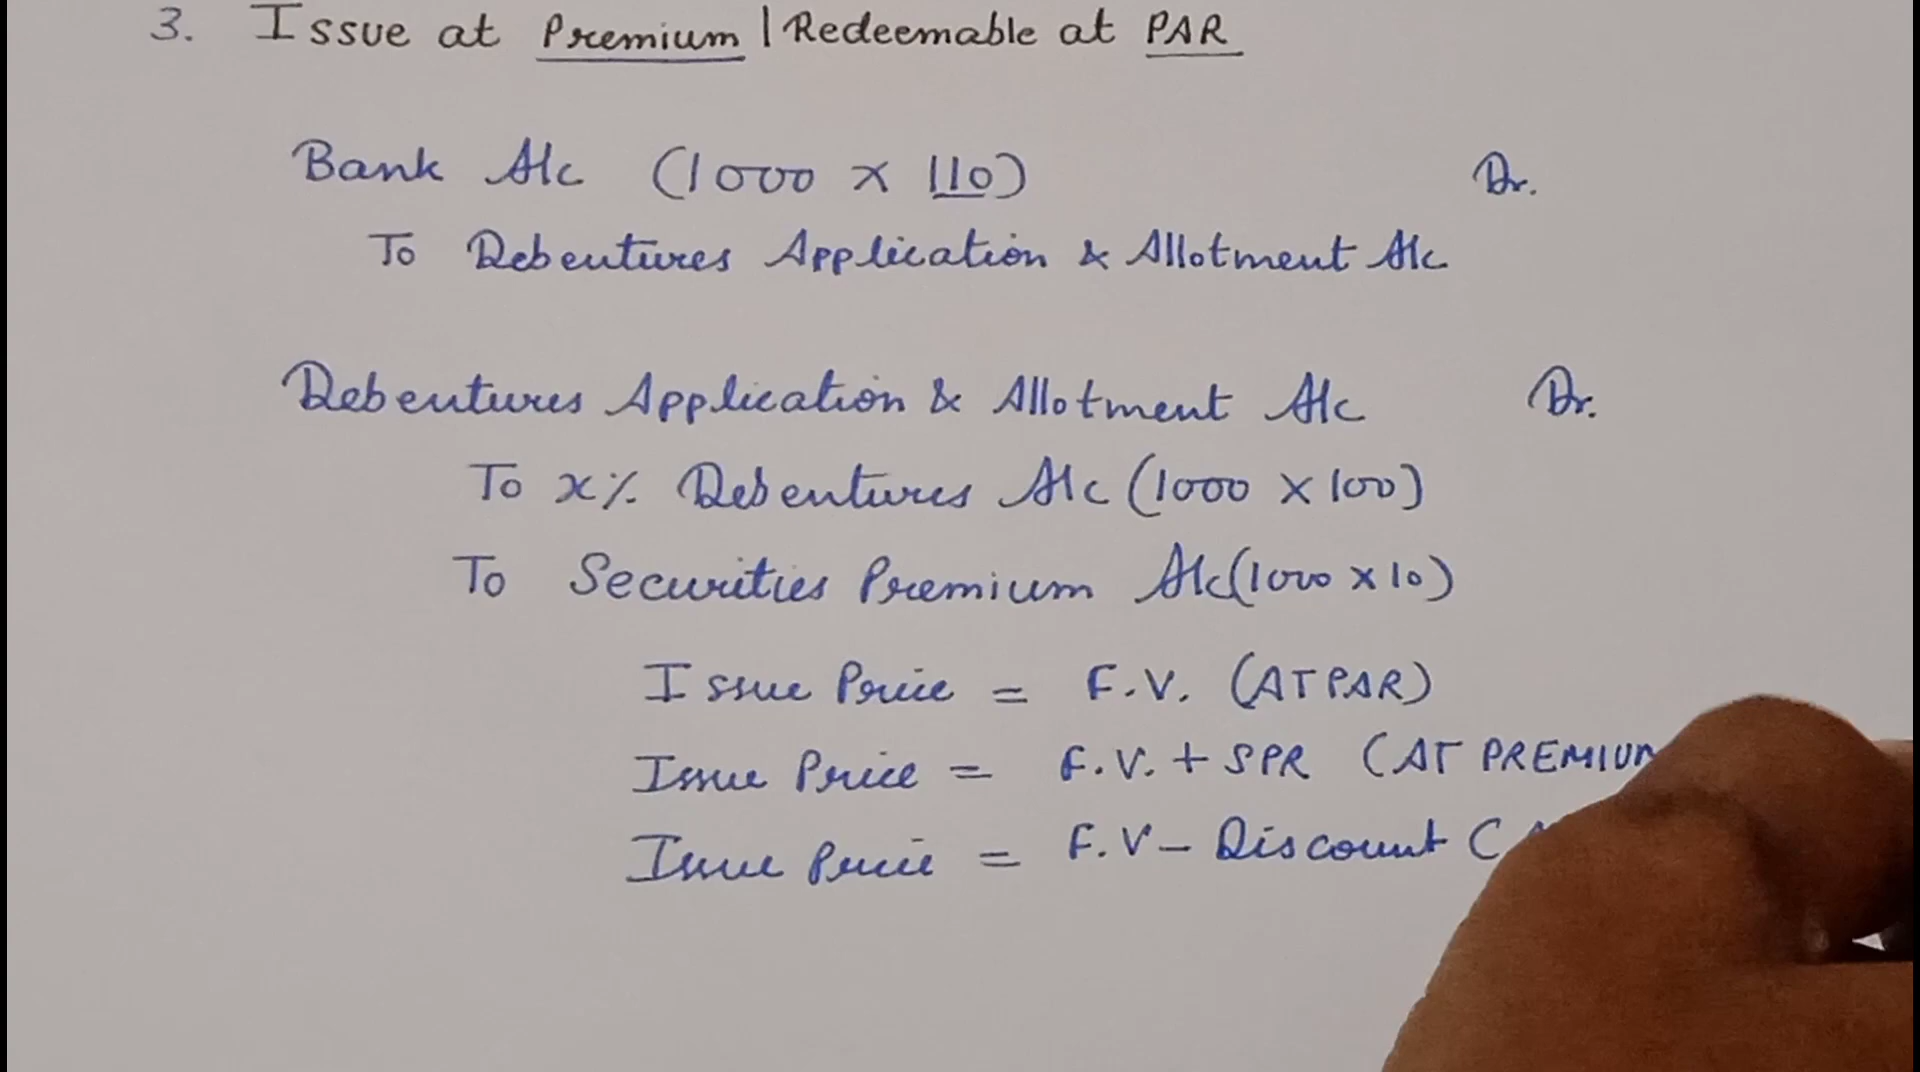 3. Issue at Premium | Redeemable at PAR
Bank A/c (1000 x 110) Dr.
To Debentures Application & Allotment A/c
Debentures Application & Allotment A/c Dr.
To x% Debentures A/c (1000 x 100)
To Securities Premium A/c (1000 x 10)
Issue Price = F.V. (AT PAR)
Issue Price = F.V. + SPR (AT PREMIUM
Issue Price = F.V - Discount (